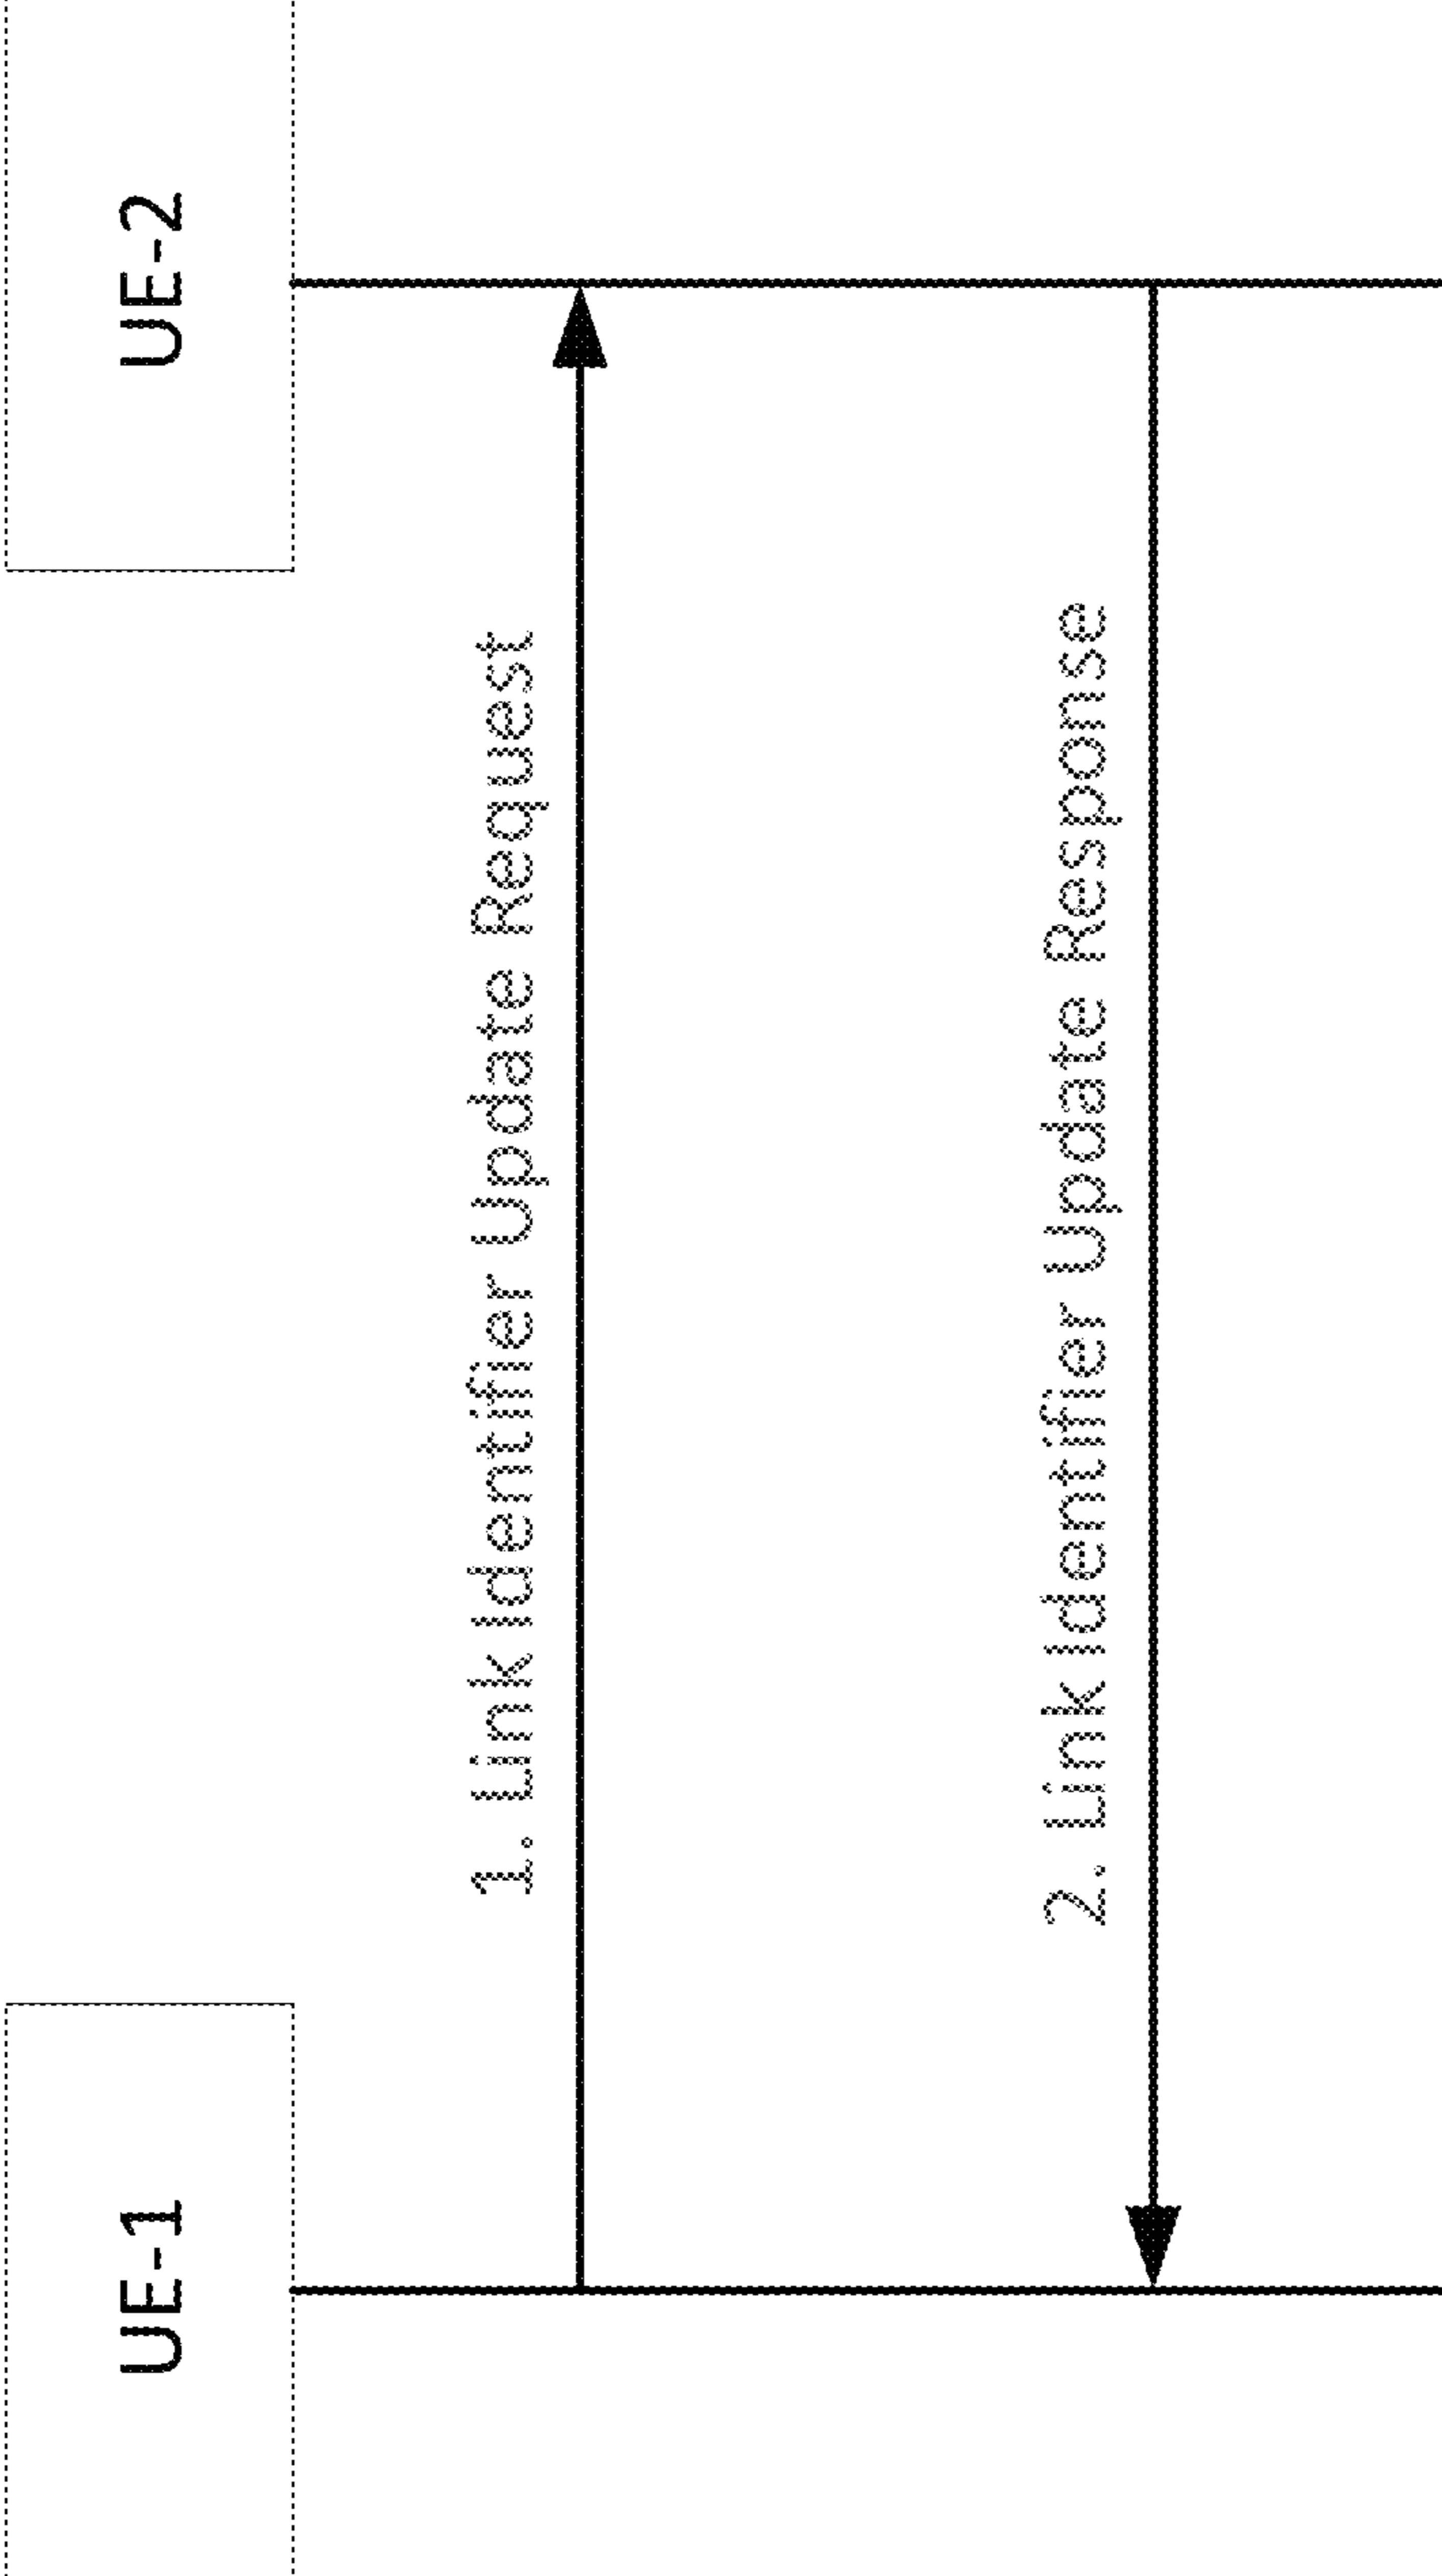 UE-1
UE-2
1. Link Identifier Update Request
2. Link Identifier Update Response